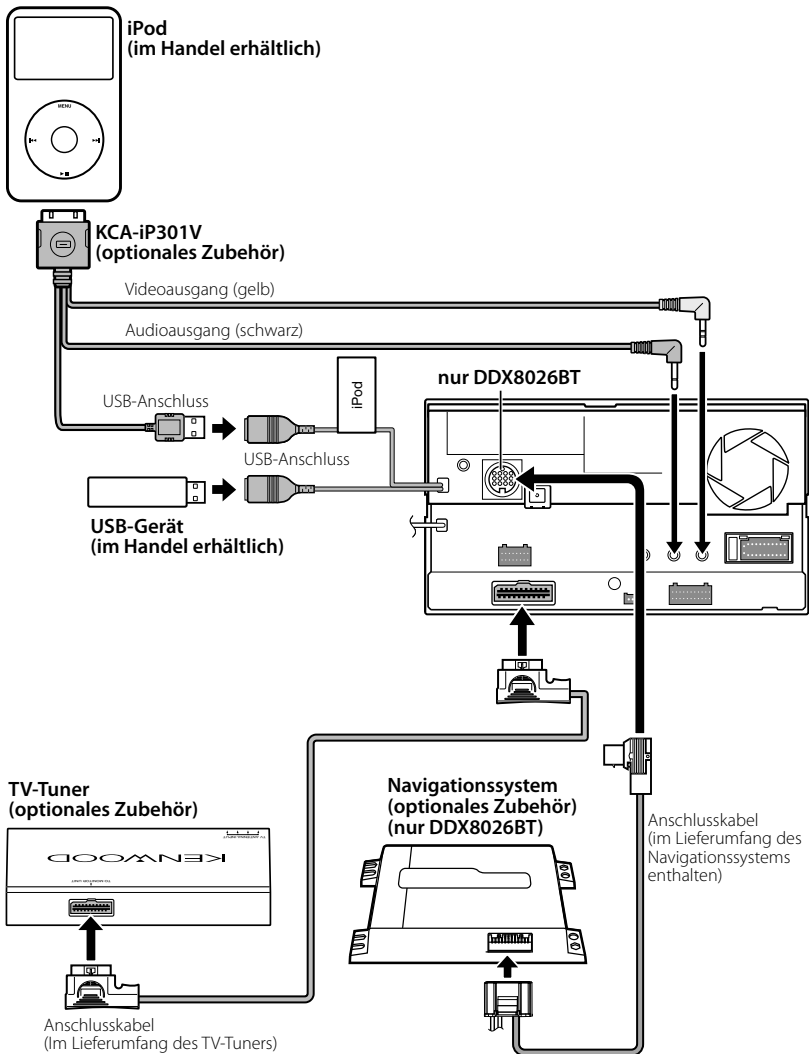 iPod
(im Handel erhältlich)
MENU
KCA-iP301V
(optionales Zubehör)
Videoausgang (gelb)
Audioausgang (schwarz)
nur DDX8026BT
iPod
USB-Anschluss
USB-Anschluss
USB-Gerät
(im Handel erhältlich)
TV-Tuner
(optionales Zubehör)
Navigationssystem
(optionales Zubehör)
(nur DDX8026BT)
Anschlusskabel
(im Lieferumfang des
Navigationssystems
enthalten)
KENWOOD
Anschlusskabel
(Im Lieferumfang des TV-Tuners)